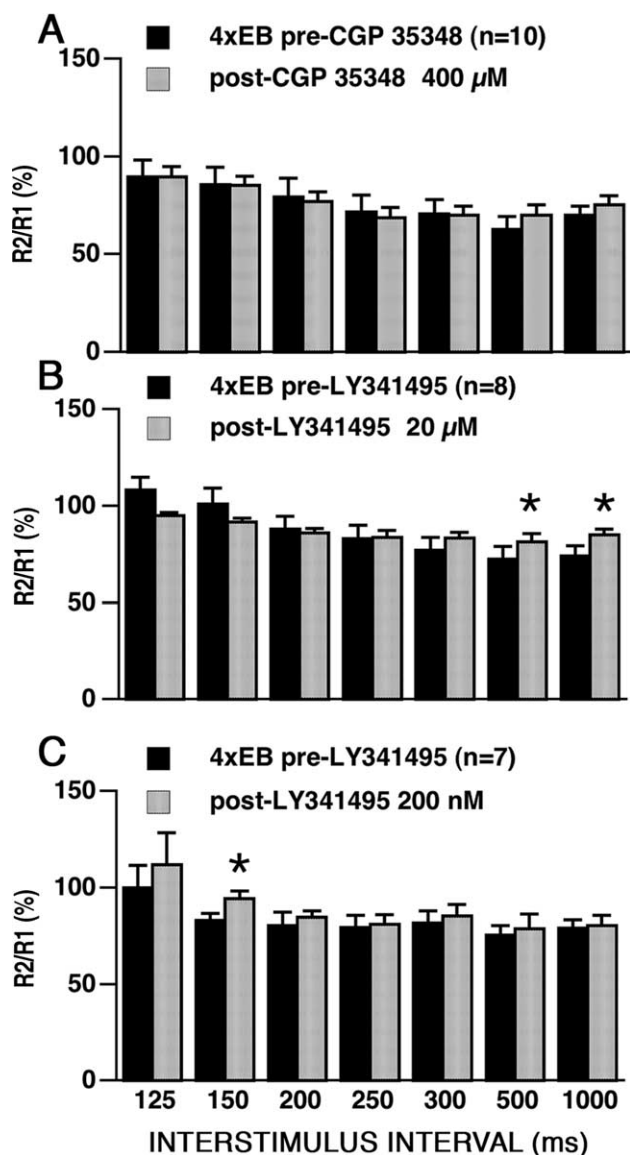 A
4xEB pre-CGP 35348 (n=10)
post-CGP 35348 400 µM
150
100
50
0
R2/R1 (%)
B
4xEB pre-LY341495 (n=8)
post-LY341495 20 µM
150
100
50
0
R2/R1 (%)
* *
C
4xEB pre-LY341495 (n=7)
post-LY341495 200 nM
150
100
50
0
R2/R1 (%)
*
125 150 200 250 300 500 1000
INTERSTIMULUS INTERVAL (ms)